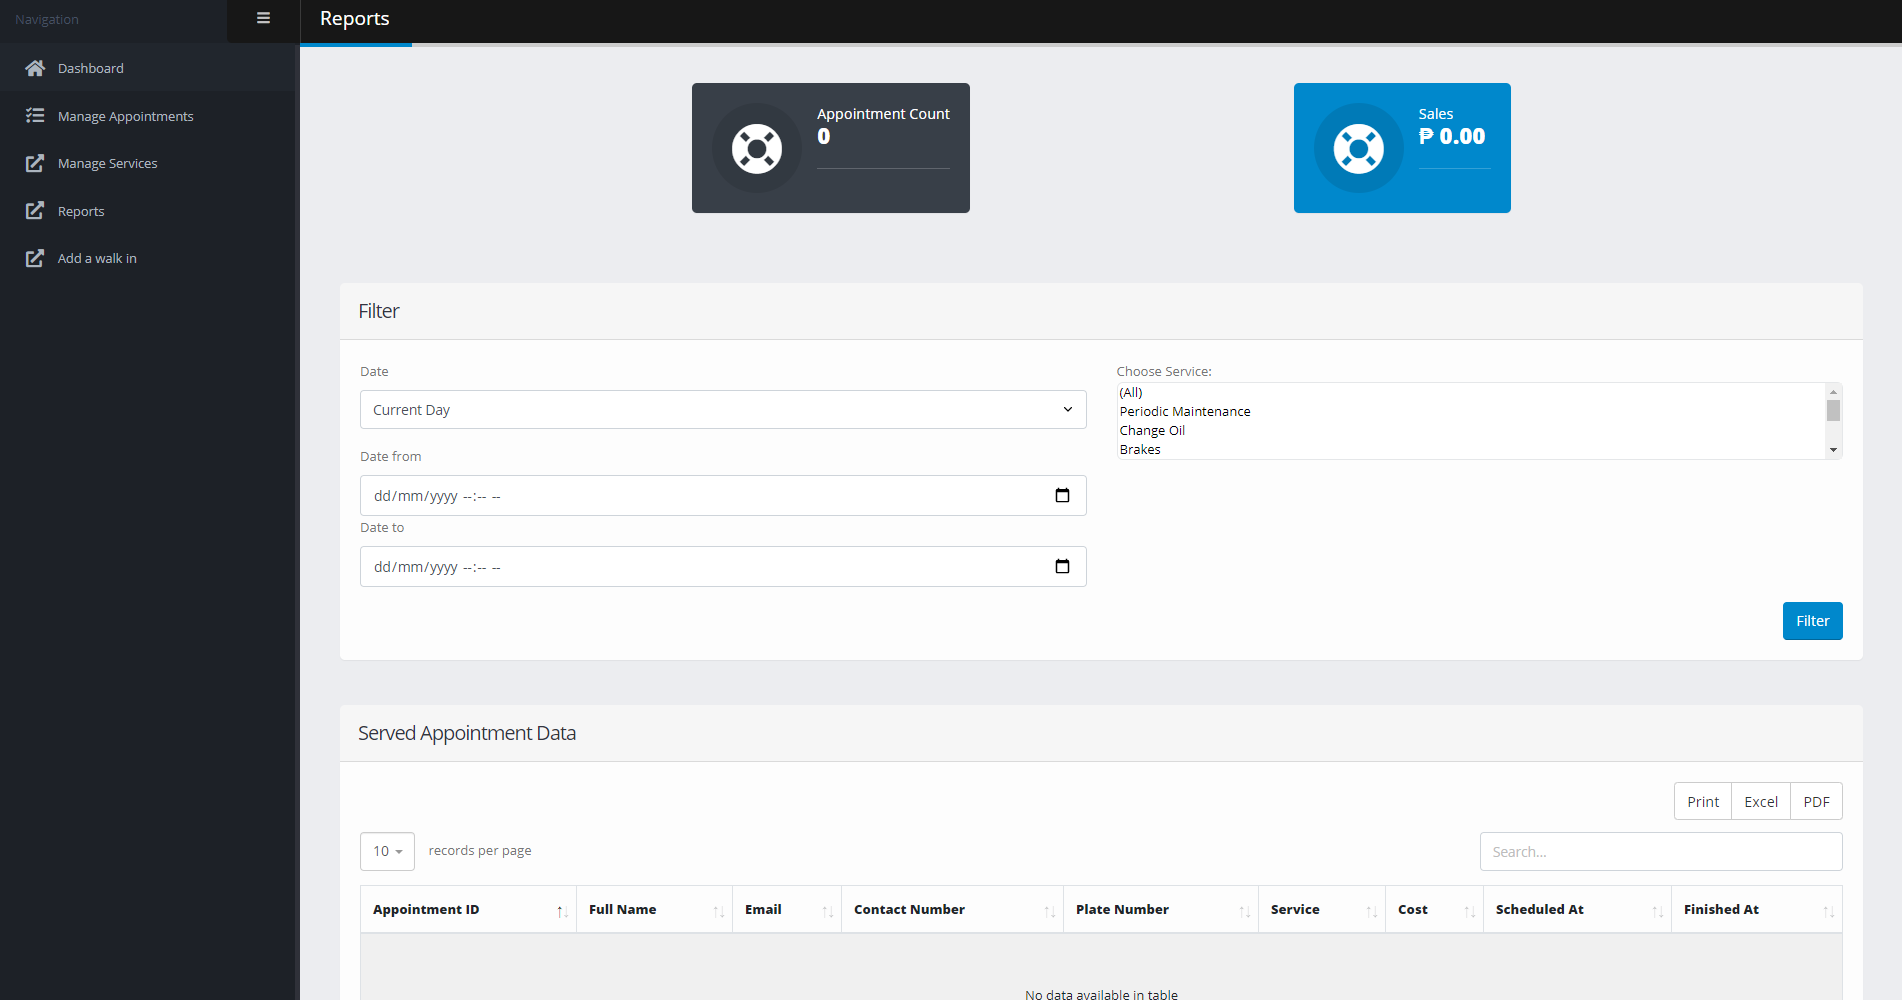 Navigation
Reports
Dashboard
Manage Appointments
Manage Services
Reports
Add a walk in
Appointment Count
0
Sales
₱ 0.00
Filter
Date
Current Day
Date from
dd/mm/yyyy --:-- --
Date to
dd/mm/yyyy --:-- --
Choose Service:
(All)
Periodic Maintenance
Change Oil
Brakes
Filter
Served Appointment Data
Print Excel PDF
10 records per page
Search...
Appointment ID Full Name Email Contact Number Plate Number Service Cost Scheduled At Finished At
No data available in table